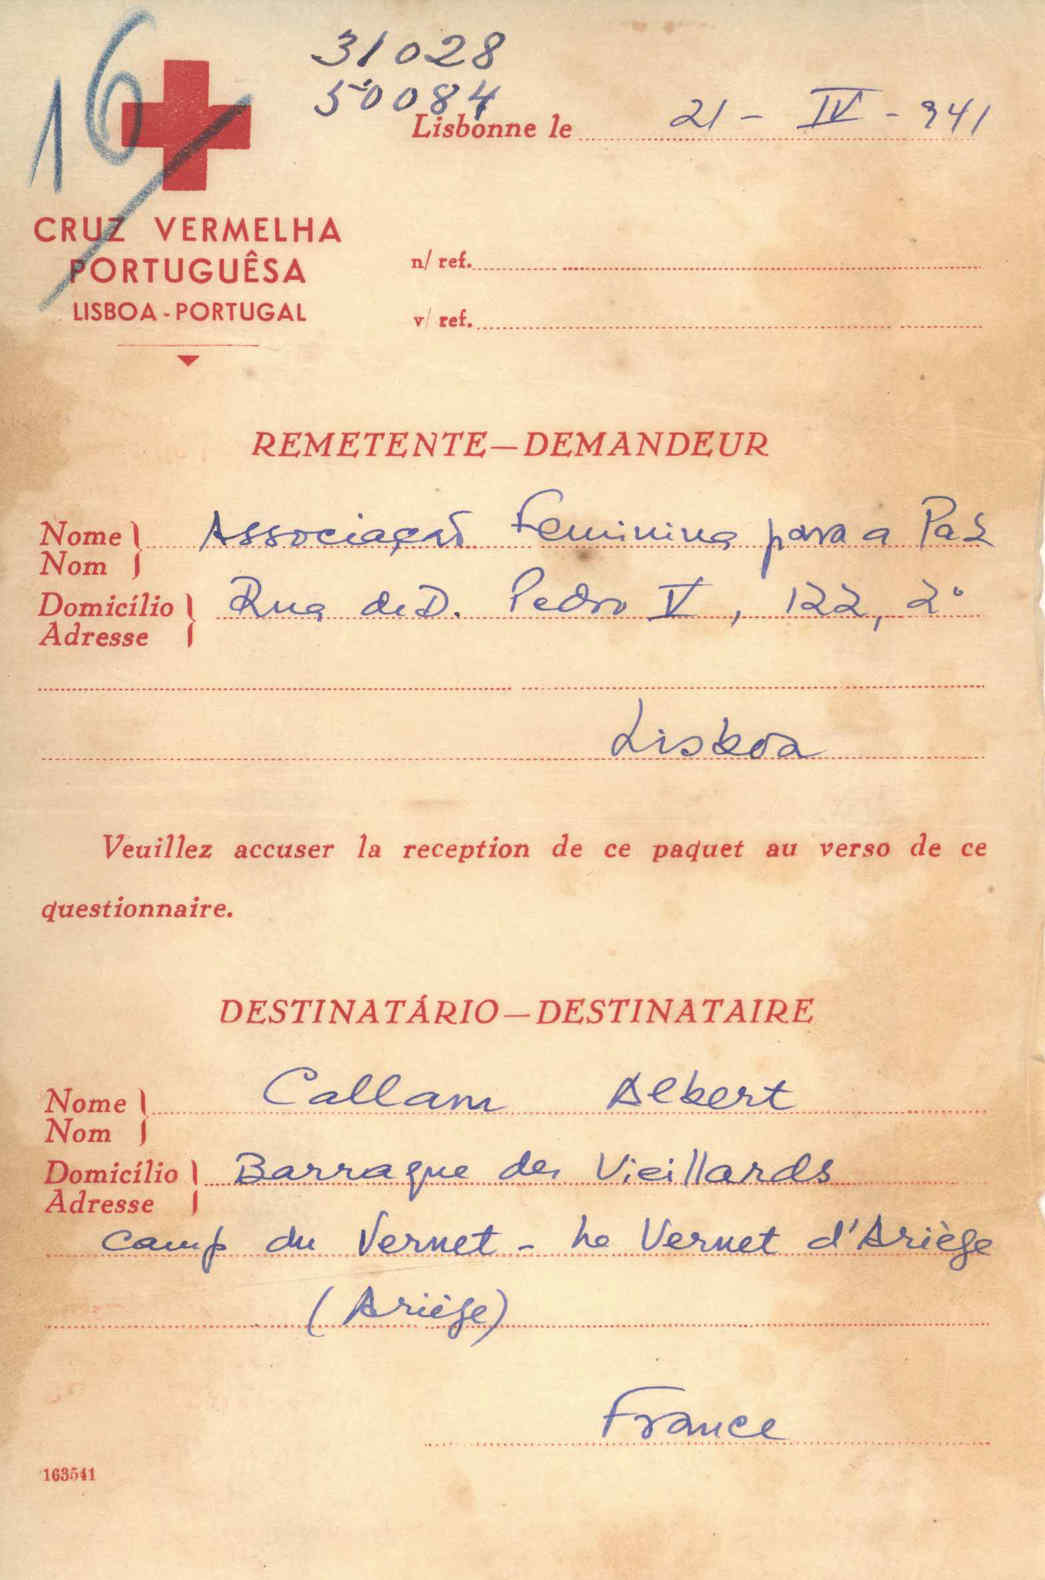 16
31028
50084
Lisbonne le 21 - IV - 941
CRUZ VERMELHA
PORTUGUÊSA
LISBOA - PORTUGAL
n/ ref.
v/ ref.
REMETENTE—DEMANDEUR
Nome } Associação Feminina para a Paz
Nom
Domicílio } Rua de D. Pedro V, 122, 2°
Adresse
Lisboa
Veuillez accuser la reception de ce paquet au verso de ce
questionnaire.
DESTINATÁRIO—DESTINATAIRE
Nome } Callam Albert
Nom
Domicílio } Barraque des Vieillards
Adresse
Camp du Vernet - Le Vernet d'Ariège
(Ariége)
France
163541